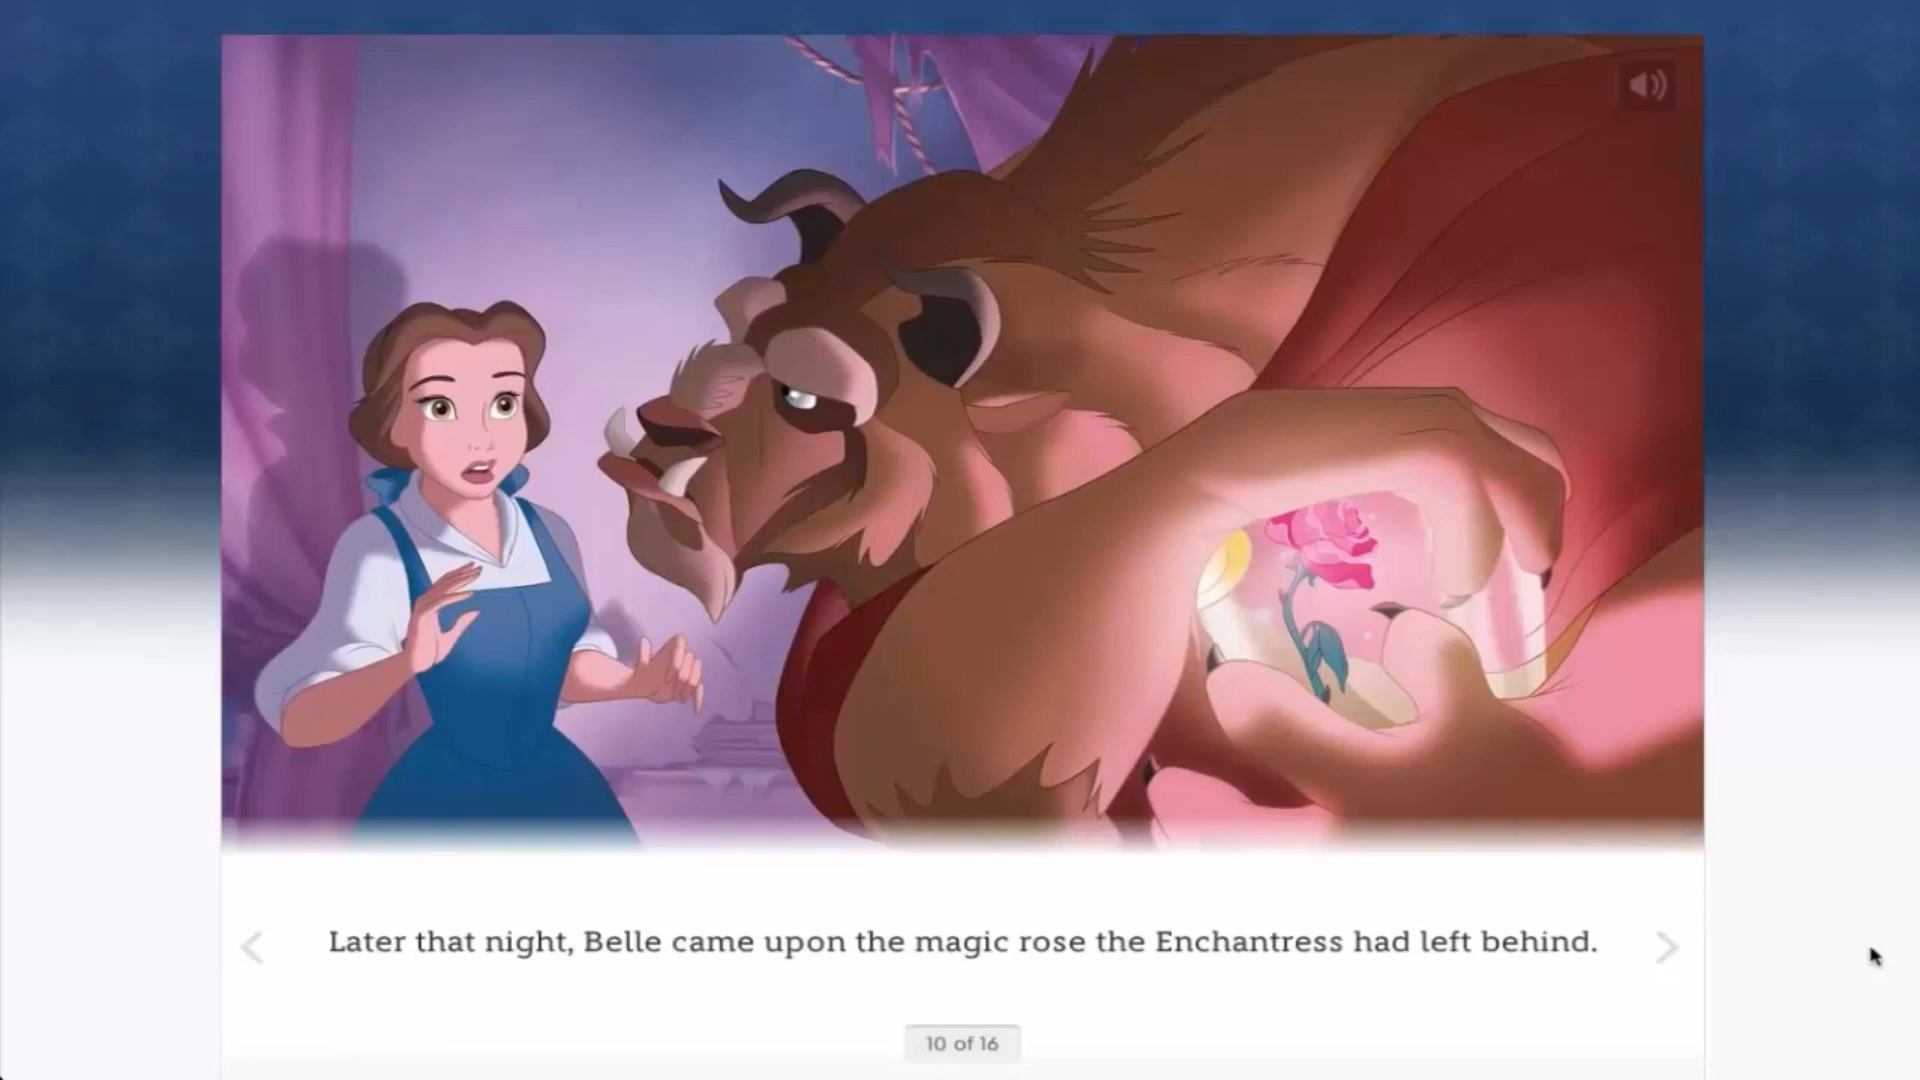 Later that night, Belle came upon the magic rose the Enchantress had left behind.
10 of 16